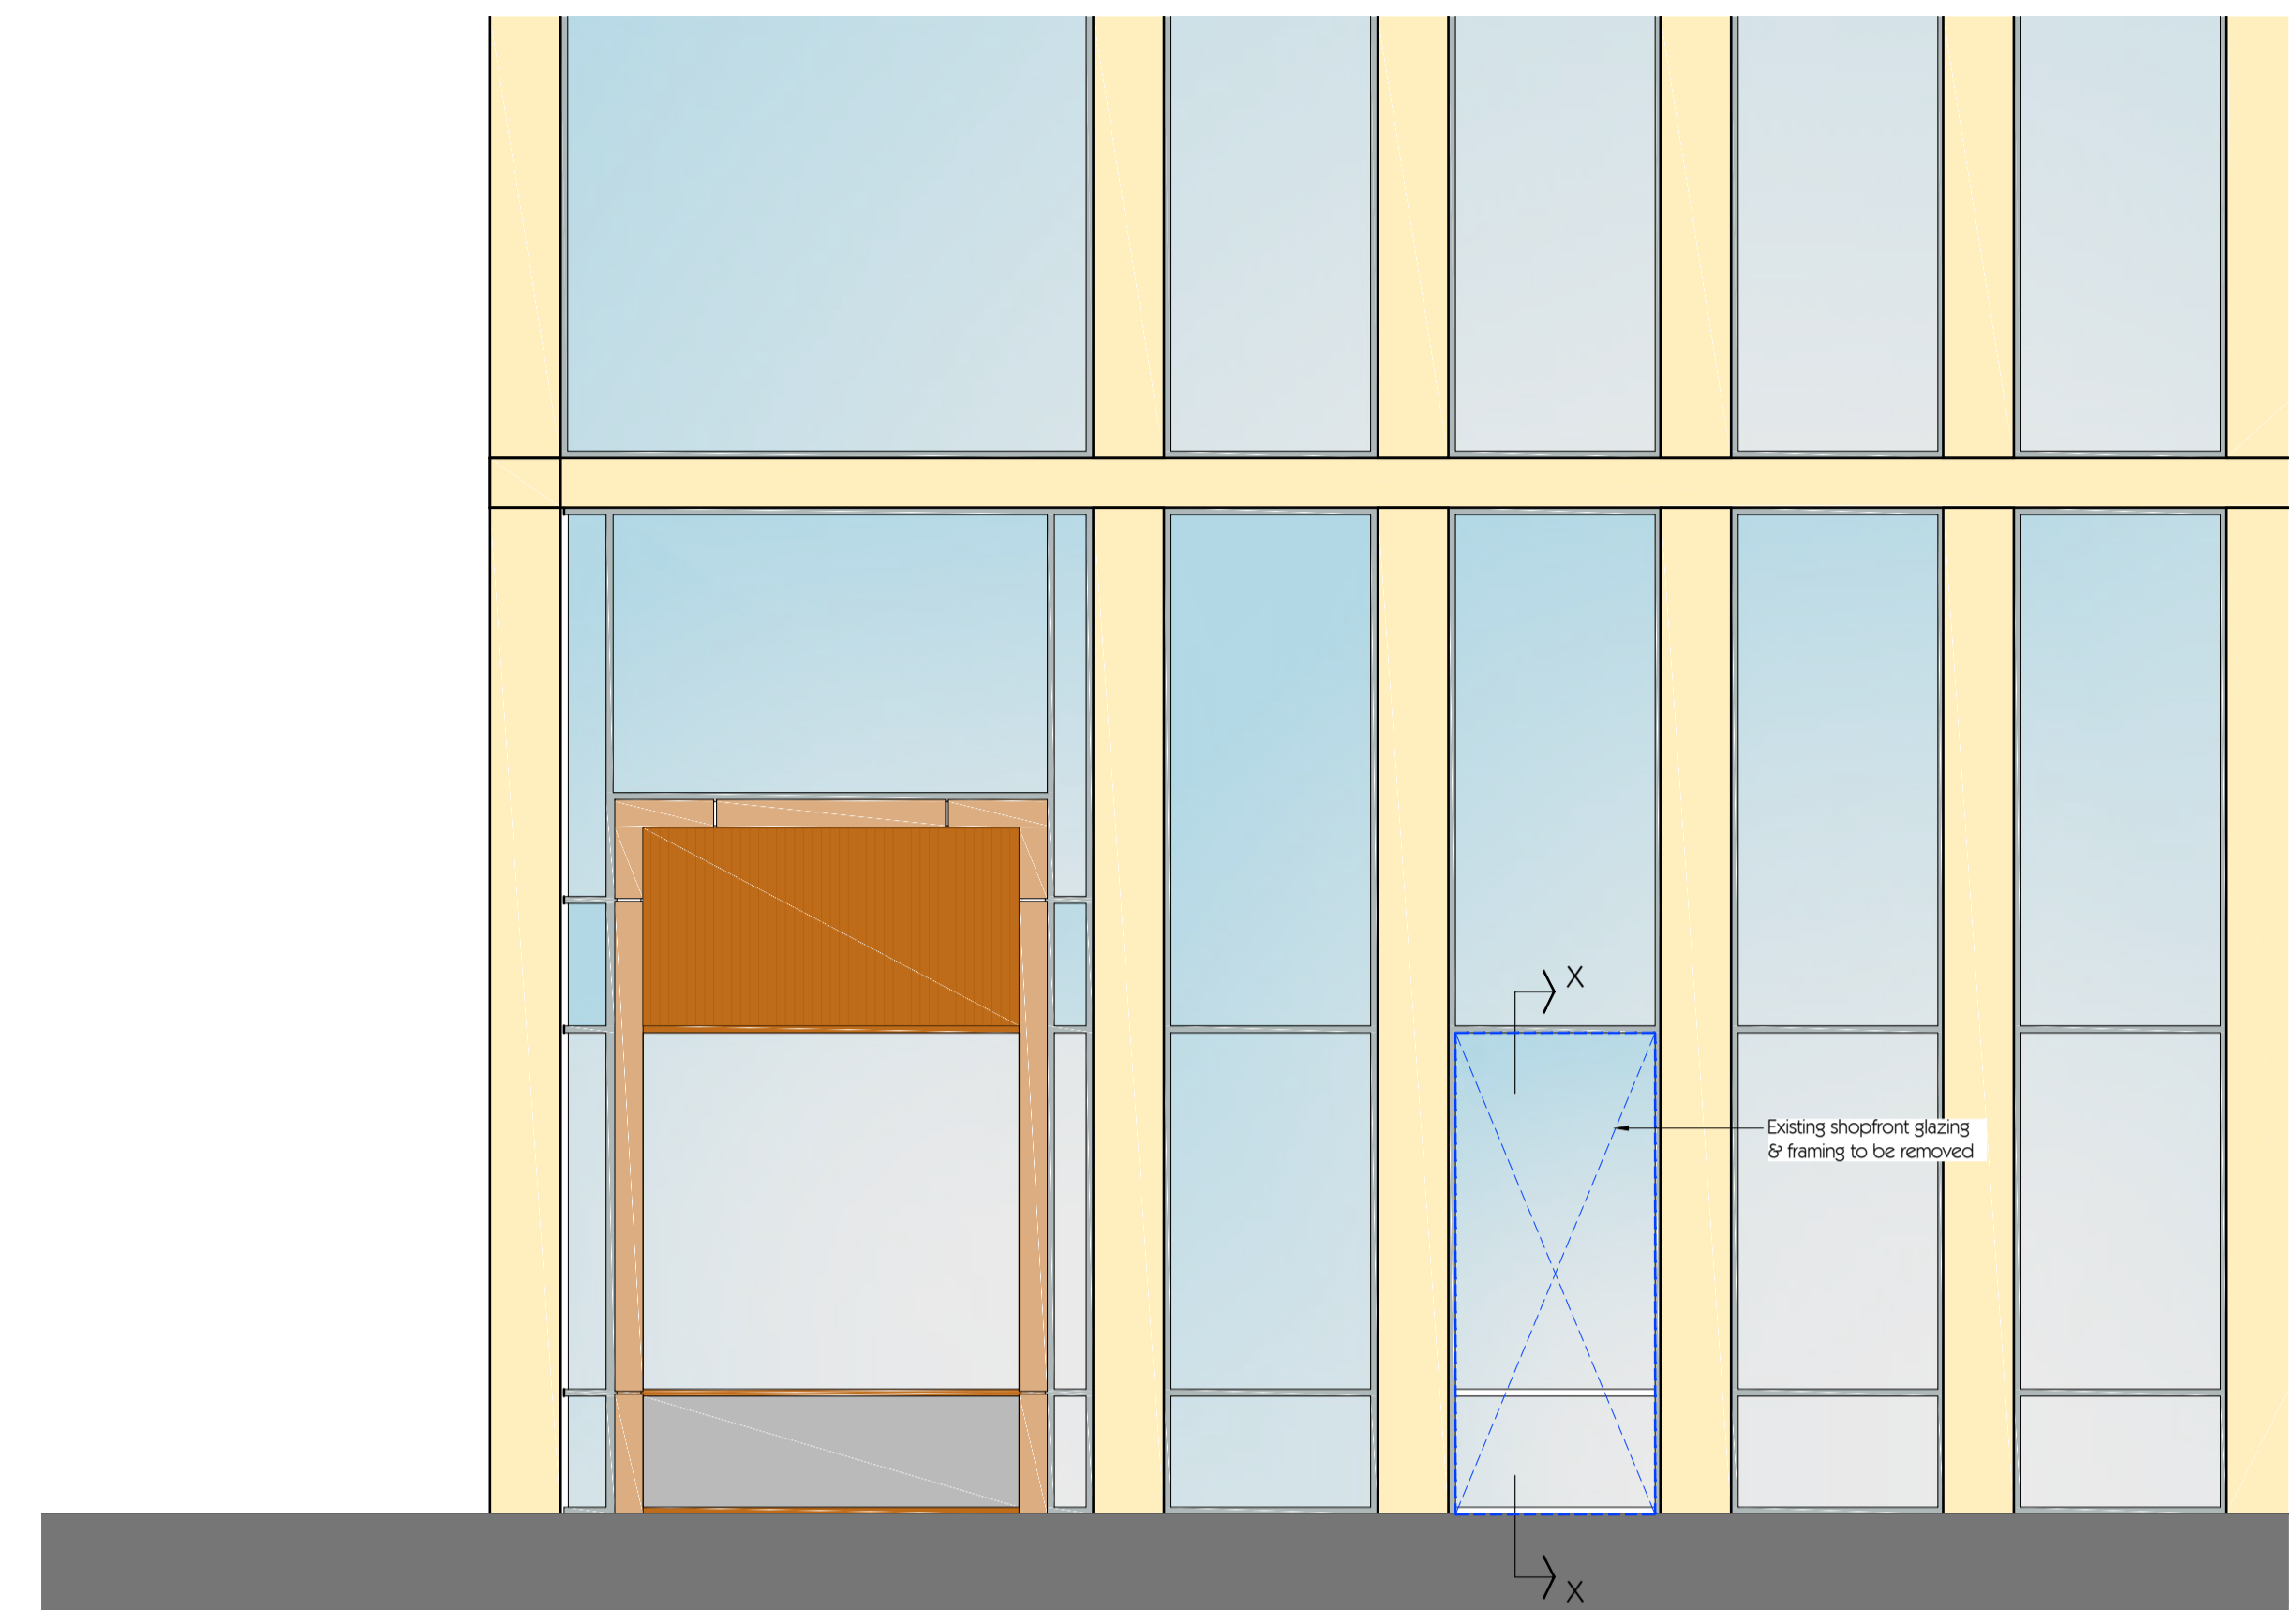 X
Existing shopfront glazing
& framing to be removed
X